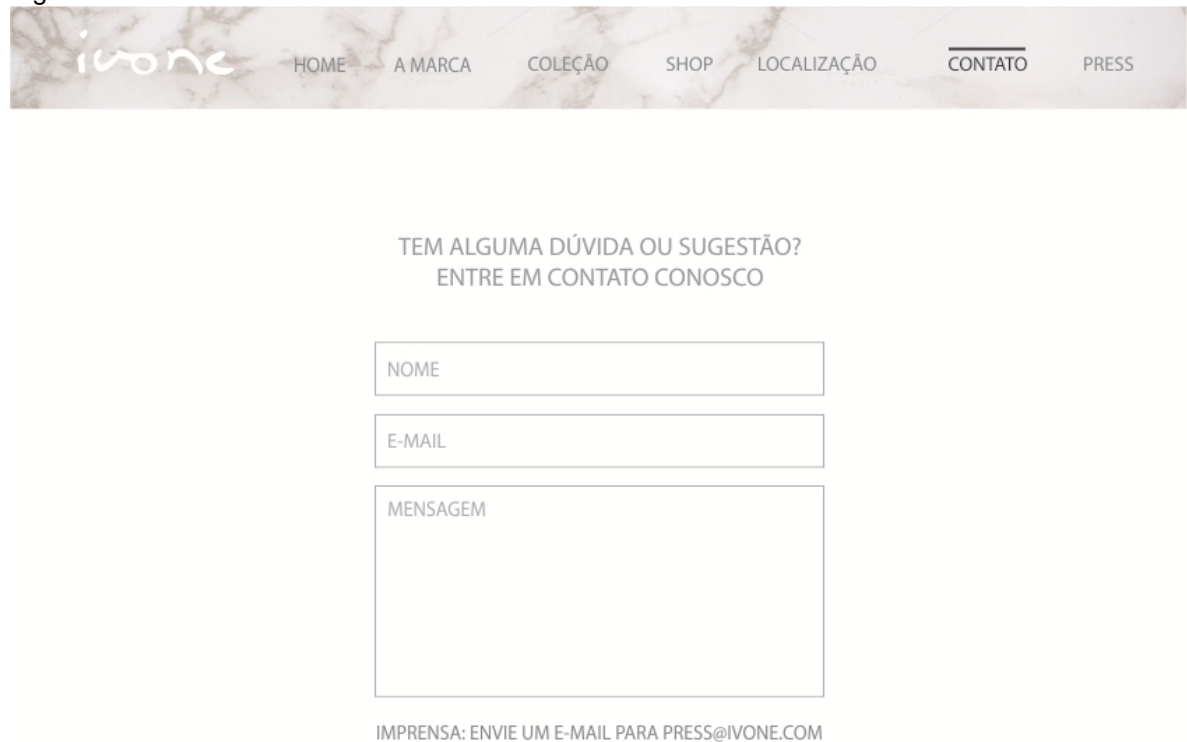 ivone
HOME A MARCA COLEÇÃO SHOP LOCALIZAÇÃO CONTATO PRESS
TEM ALGUMA DÚVIDA OU SUGESTÃO?
ENTRE EM CONTATO CONOSCO
NOME
E-MAIL
MENSAGEM
IMPRENSA: ENVIE UM E-MAIL PARA PRESS@IVONE.COM